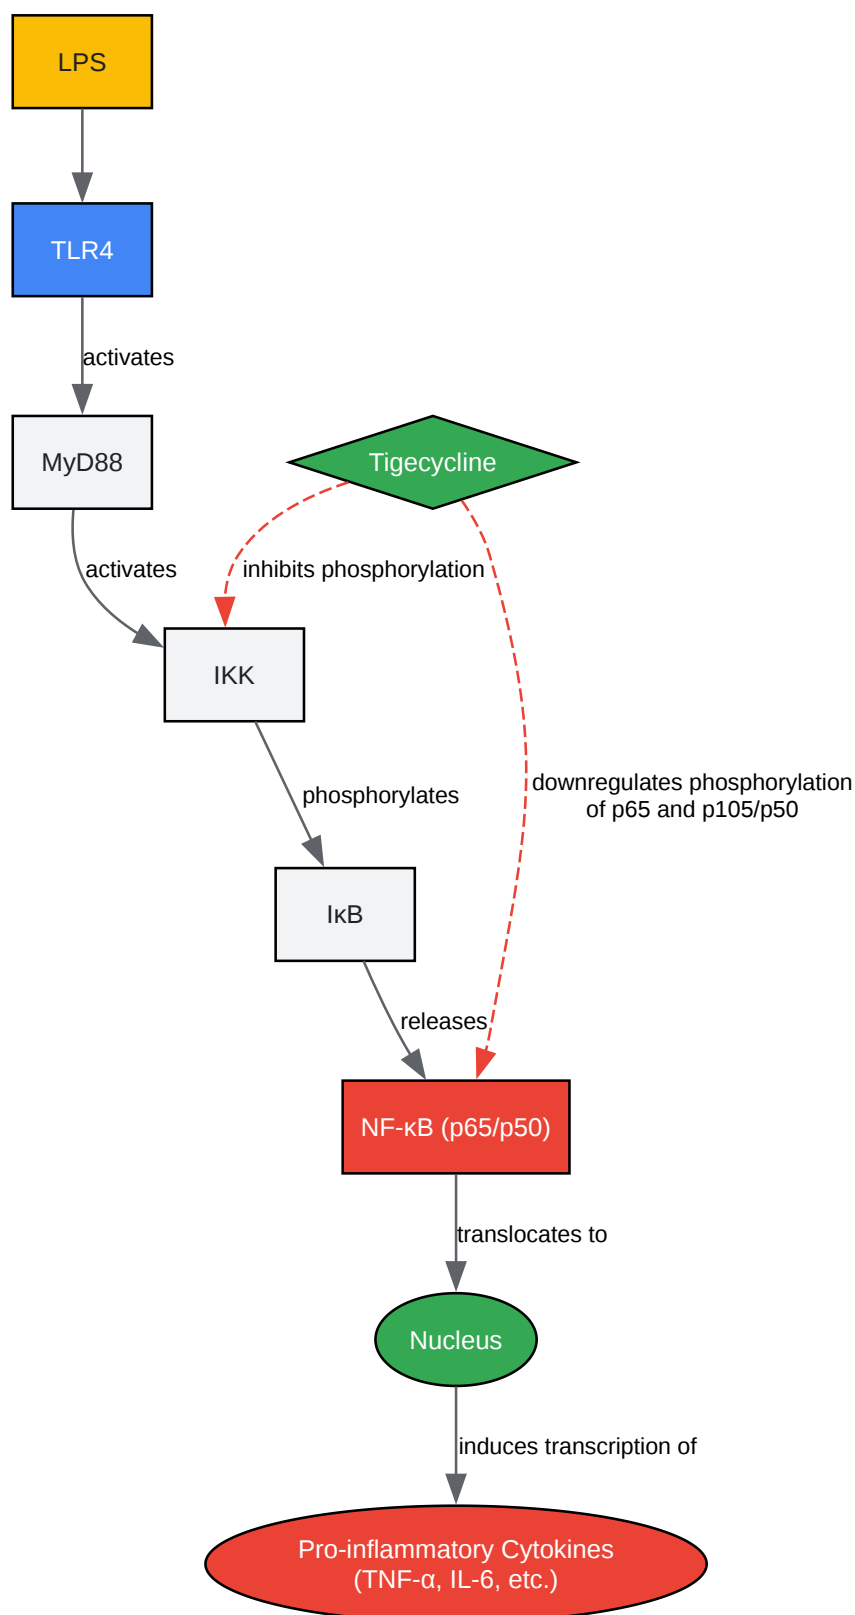 LPS
TLR4
activates
MyD88
Tigecycline
activates
inhibits phosphorylation
IKK
phosphorylates
downregulates phosphorylation
of p65 and p105/p50
IκB
releases
NF-κB (p65/p50)
translocates to
Nucleus
induces transcription of
Pro-inflammatory Cytokines
(TNF-α, IL-6, etc.)